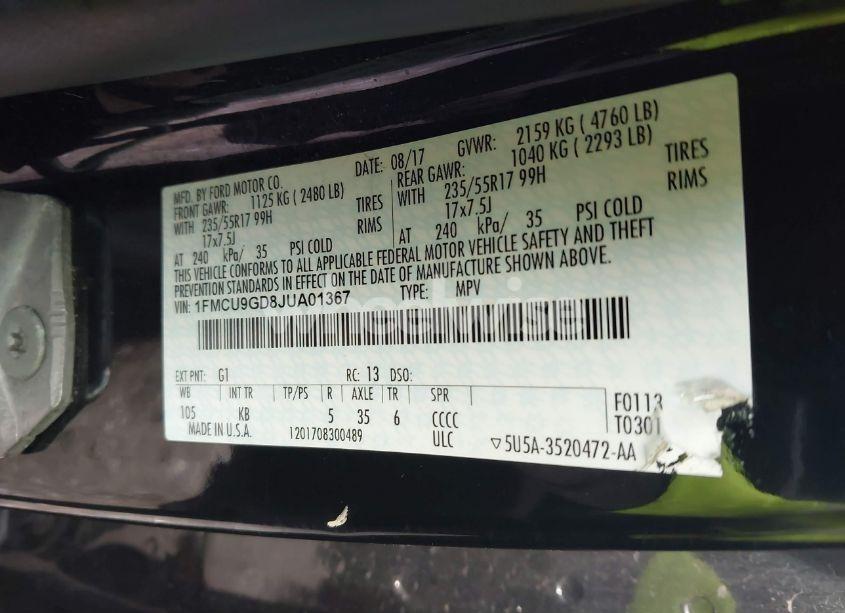 MFD. BY FORD MOTOR CO. DATE: 08/17 GVWR: 2159 KG ( 4760 LB)
FRONT GAWR: 1125 KG ( 2480 LB) REAR GAWR: 1040 KG ( 2293 LB)
WITH 235/55R17 99H TIRES WITH 235/55R17 99H TIRES
17x7.5J RIMS 17x7.5J RIMS
AT 240 kPa/ 35 PSI COLD AT 240 kPa/ 35 PSI COLD
THIS VEHICLE CONFORMS TO ALL APPLICABLE FEDERAL MOTOR VEHICLE SAFETY AND THEFT
PREVENTION STANDARDS IN EFFECT ON THE DATE OF MANUFACTURE SHOWN ABOVE.
VIN: 1FMCU9GD8JUA01367 TYPE: MPV
EXT PNT: G1 RC: 13 DSO:
WB INT TR TP/PS R AXLE TR SPR
105 KB 5 35 6 CCCC
F0113
T0301
MADE IN U.S.A. 1201708300489 ULC ▽5U5A-3520472-AA